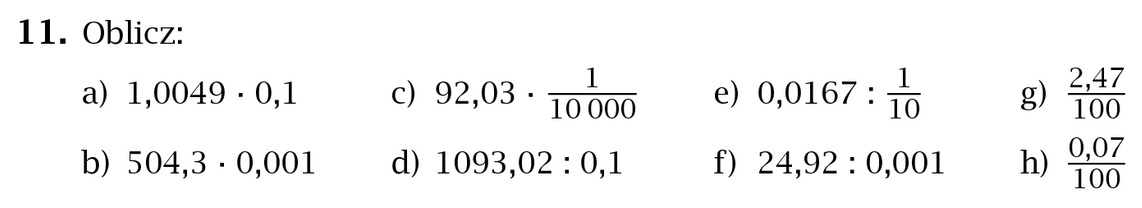 11. Oblicz:
a) 1,0049 · 0,1 c) 92,03 · 1/10 000 e) 0,0167 : 1/10 g) 2,47/100
b) 504,3 · 0,001 d) 1093,02 : 0,1 f) 24,92 : 0,001 h) 0,07/100